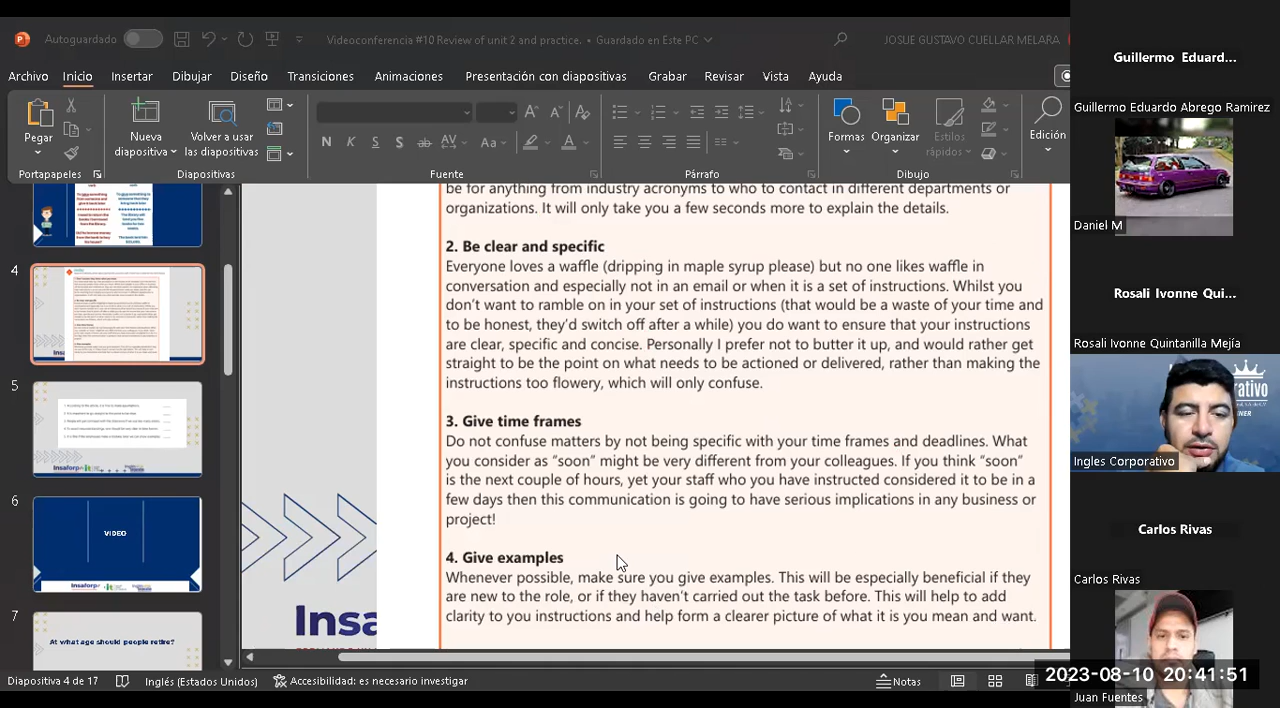 Autoguardado
Videoconferencia #10 Review of unit 2 and practice. • Guardado en Este PC
JOSUE GUSTAVO CUELLAR MELARA
Archivo Inicio Insertar Dibujar Diseño Transiciones Animaciones Presentación con diapositivas Grabar Revisar Vista Ayuda
Pegar
Nueva diapositiva
Volver a usar las diapositivas
N K S S ab AV Aa A
Formas
Organizar
Estilos rápidos
Edición
Portapapeles
Diapositivas
Fuente
Párrafo
Dibujo
4
5
6
VIDEO
7
At what age should people retire?
Insa
organization. It will only take you a few seconds more to explain the details.
2. Be clear and specific
Everyone loves a waffle (dripping in maple syrup please) but no one likes waffle in
conversation and especially not in an email or when it is a set of instructions. Whilst you
don't want to ramble on in your set of instructions (that would be a waste of your time and
to be honest, they'd switch off after a while) you do want to ensure that your instructions
are clear, specific and concise. Personally I prefer not to butter it up, and would rather get
straight to be the point on what needs to be actioned or delivered, rather than making the
instructions too flowery, which will only confuse.
3. Give time frames
Do not confuse matters by not being specific with your time frames and deadlines. What
you consider as "soon" might be very different from your colleagues. If you think "soon"
is the next couple of hours, yet your staff who you have instructed considered it to be in a
few days then this communication is going to have serious implications in any business or
project!
4. Give examples
Whenever possible, make sure you give examples. This will be especially beneficial if they
are new to the role, or if they haven't carried out the task before. This will help to add
clarity to you instructions and help form a clearer picture of what it is you mean and want.
Diapositiva 4 de 17
Inglés (Estados Unidos)
Accesibilidad: es necesario investigar
Notas
Guillermo Eduard...
Guillermo Eduardo Abrego Ramirez
Daniel M
Rosali Ivonne Qui...
Rosali Ivonne Quintanilla Mejía
Ingles Corporativo
Carlos Rivas
Carlos Rivas
2023-08-10 20:41:51
Juan Fuentes